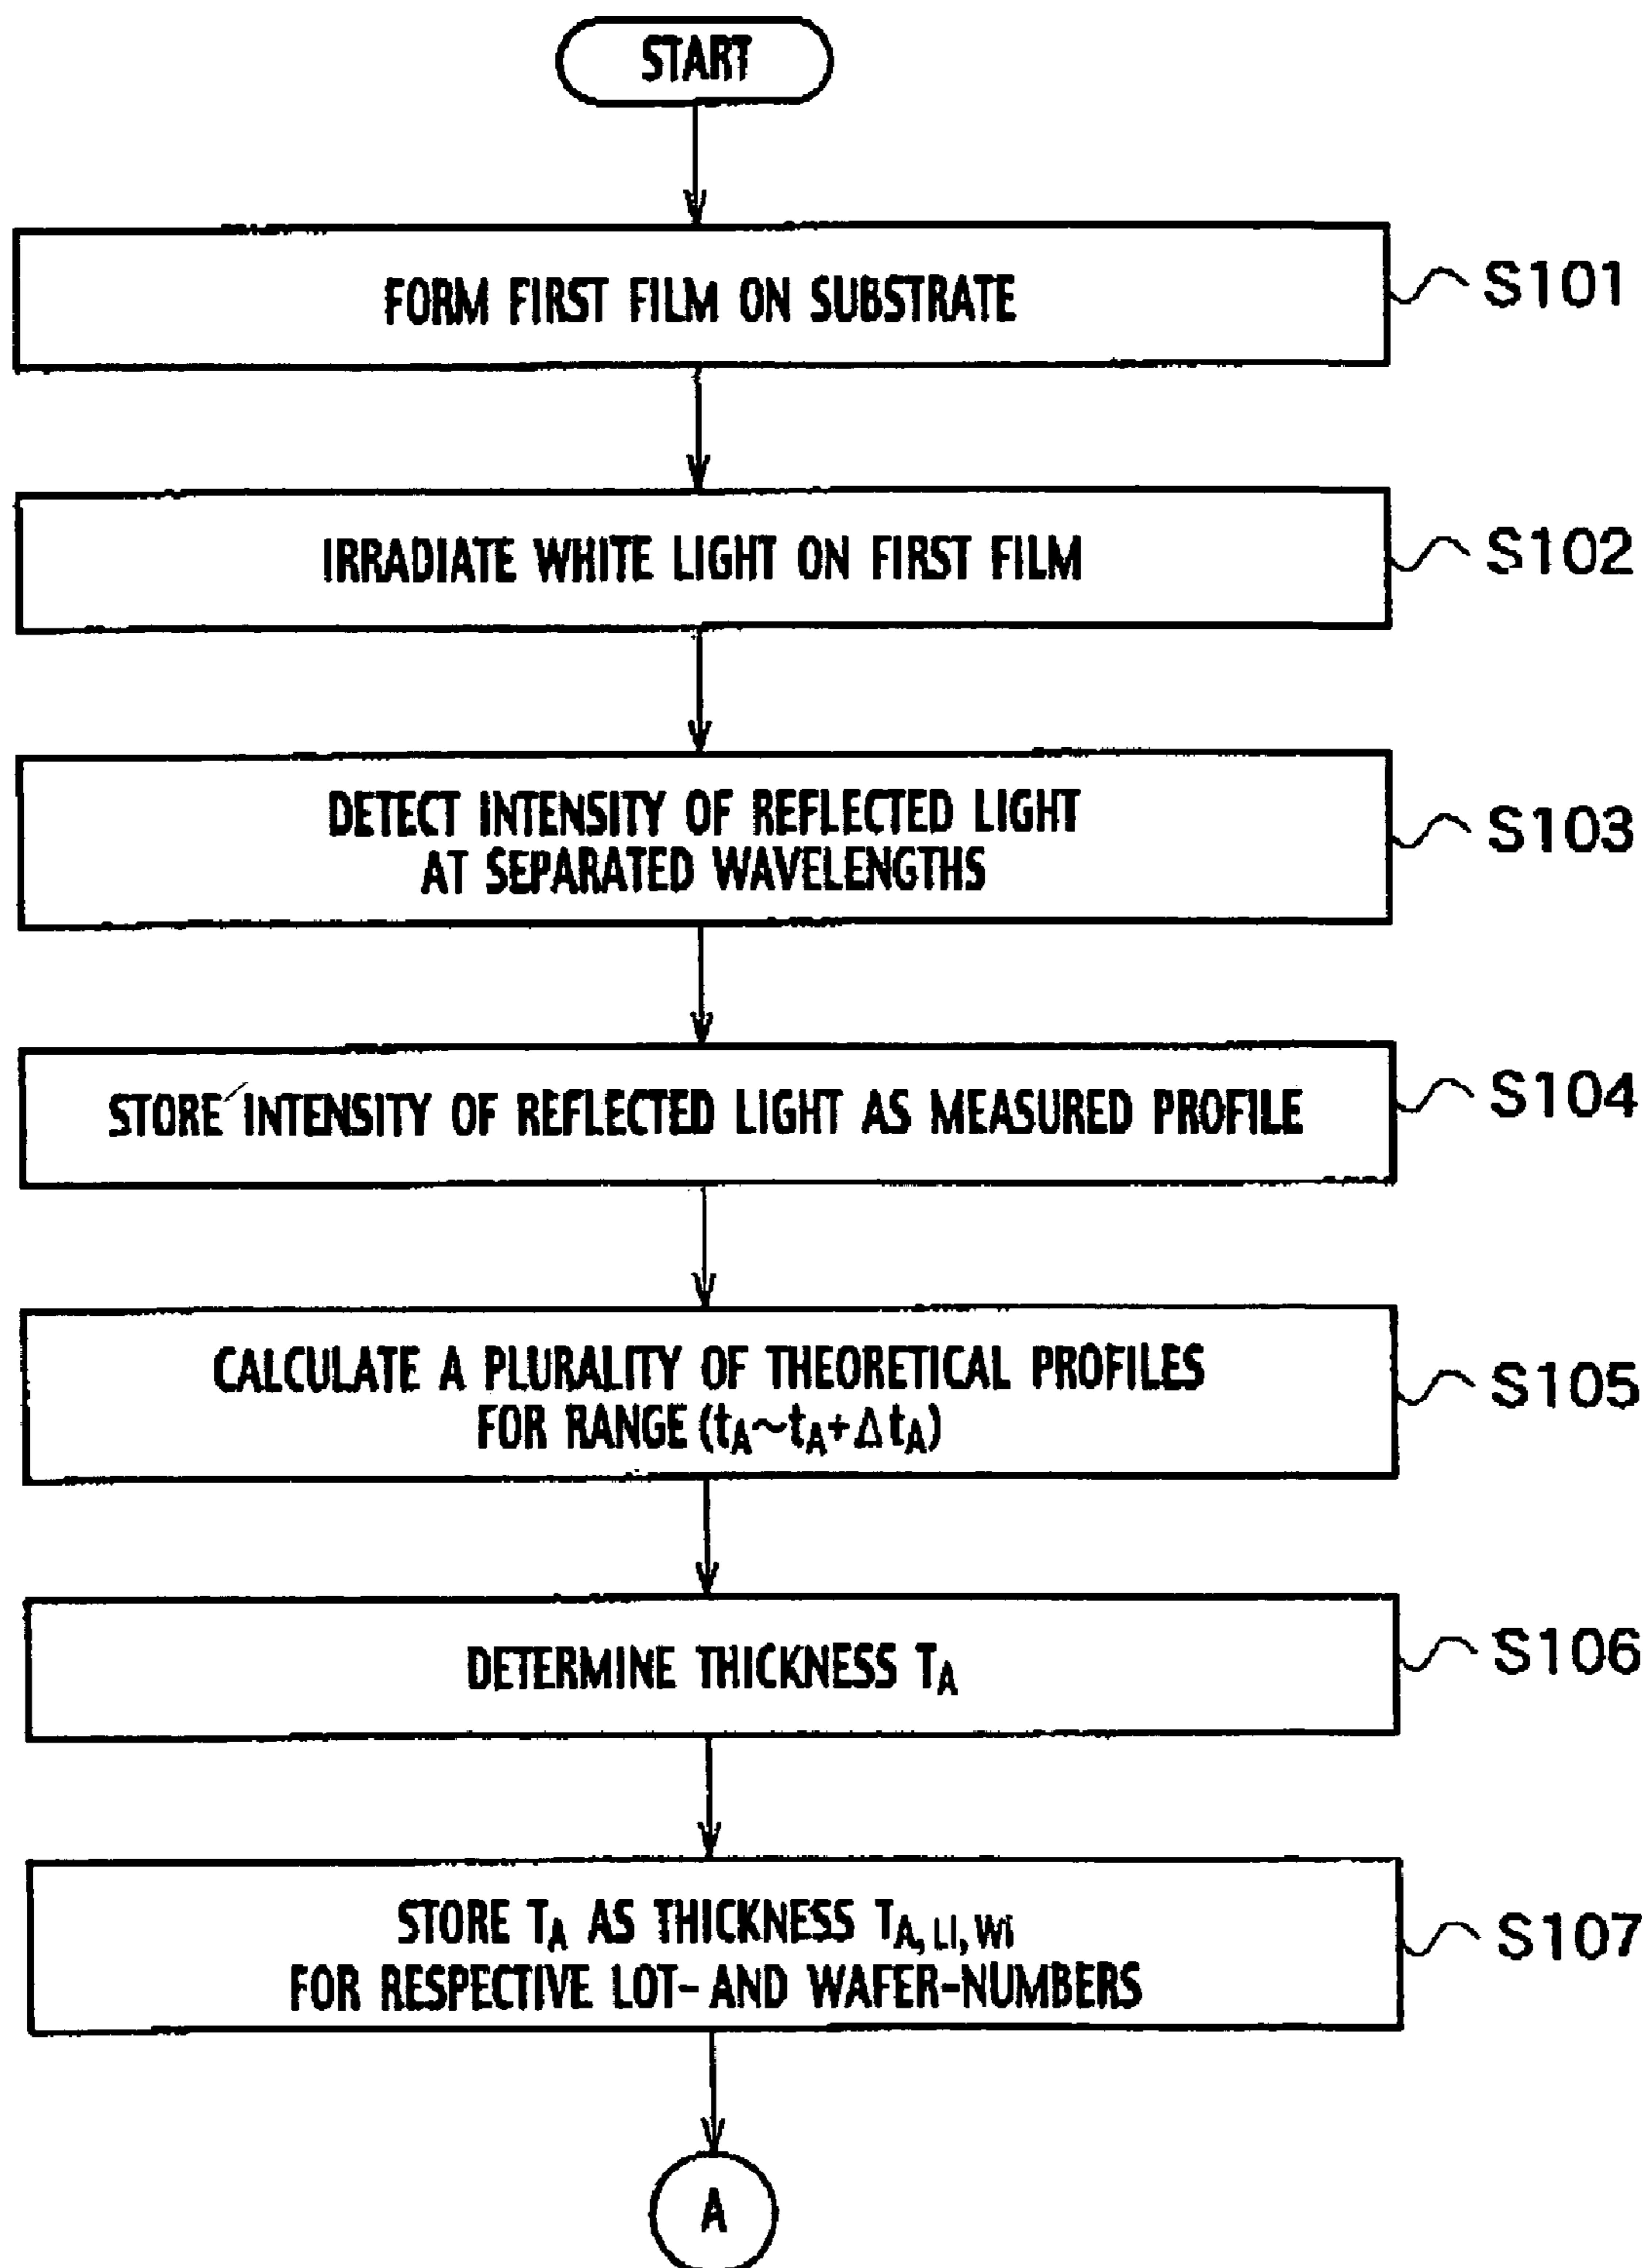 START
FORM FIRST FILM ON SUBSTRATE
S101
IRRADIATE WHITE LIGHT ON FIRST FILM
S102
DETECT INTENSITY OF REFLECTED LIGHT
AT SEPARATED WAVELENGTHS
S103
STORE INTENSITY OF REFLECTED LIGHT AS MEASURED PROFILE
S104
CALCULATE A PLURALITY OF THEORETICAL PROFILES
FOR RANGE (tA~tA+ΔtA)
S105
DETERMINE THICKNESS TA
S106
STORE TA AS THICKNESS TA, Li, Wi
FOR RESPECTIVE LOT- AND WAFER-NUMBERS
S107
A